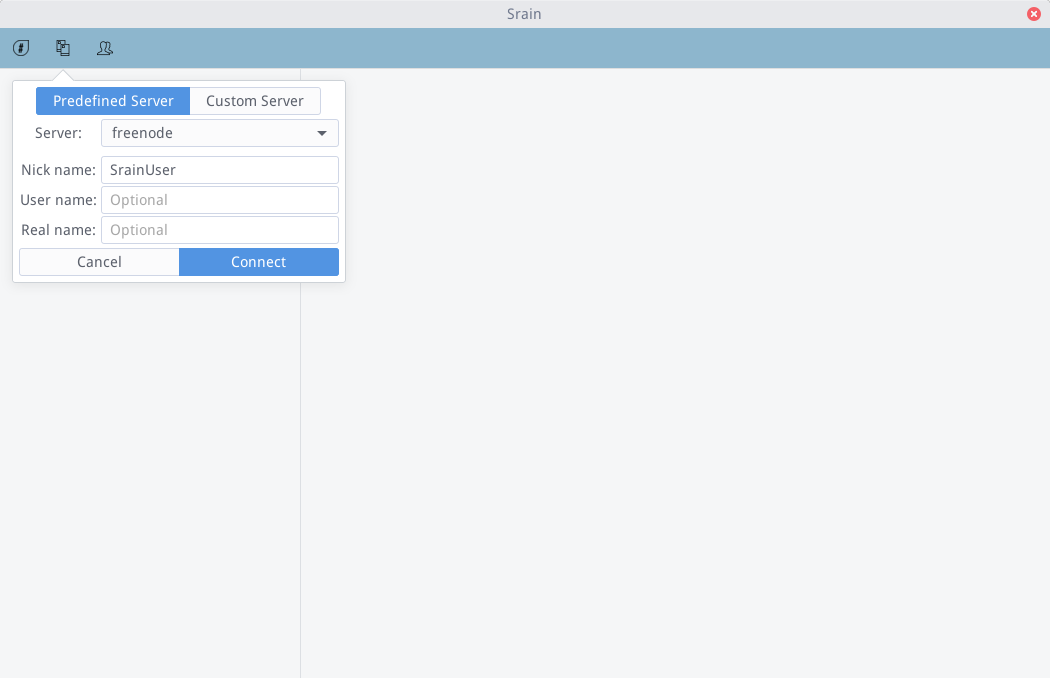 Srain
Predefined Server Custom Server
Server: freenode
Nick name: SrainUser
User name: Optional
Real name: Optional
Cancel Connect